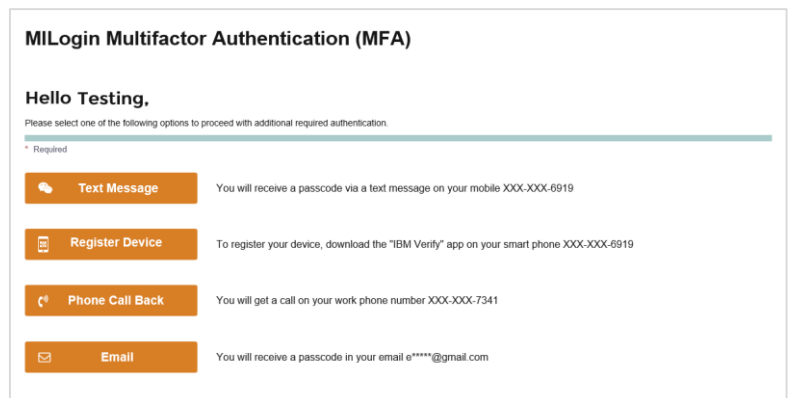 MILogin Multifactor Authentication (MFA)
Hello Testing,
Please select one of the following options to proceed with additional required authentication.
* Required
Text Message You will receive a passcode via a text message on your mobile XXX-XXX-6919
Register Device To register your device, download the "IBM Verify" app on your smart phone XXX-XXX-6919
Phone Call Back You will get a call on your work phone number XXX-XXX-7341
Email You will receive a passcode in your email e*****@gmail.com